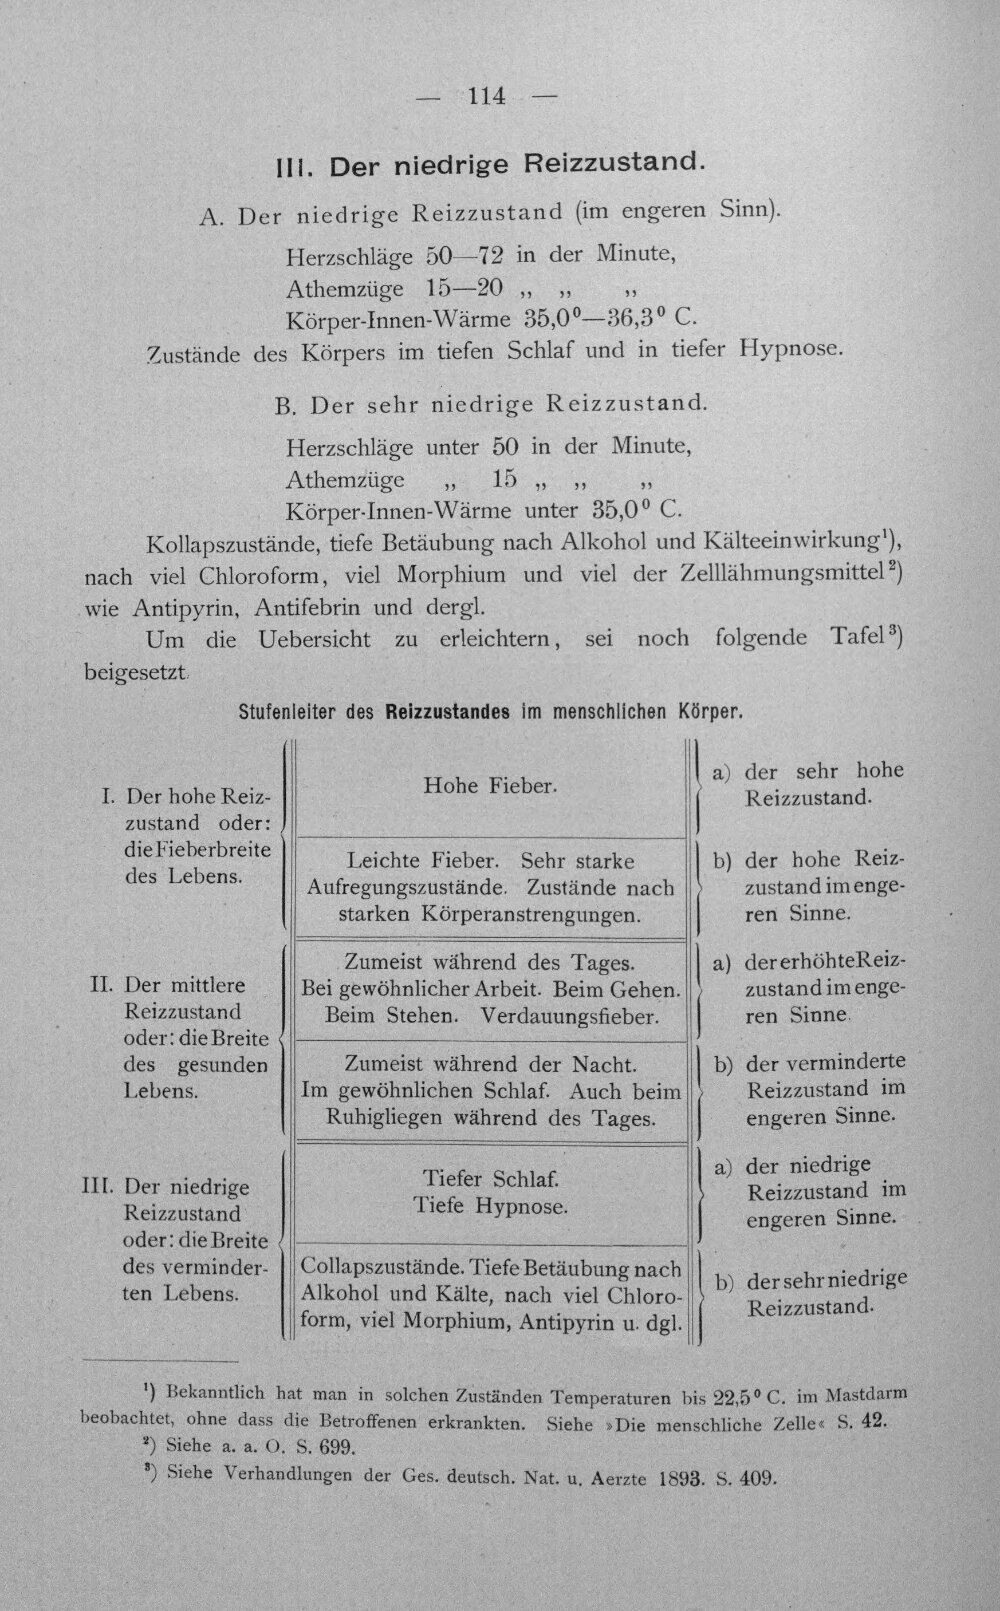 — 114 —
III. Der niedrige Reizzustand.
A. Der niedrige Reizzustand (im engeren Sinn).
Herzschläge 50—72 in der Minute,
Athemzüge 15—20 „ „ „
Körper-Innen-Wärme 35,0⁰—36,3⁰ C.
Zustände des Körpers im tiefen Schlaf und in tiefer Hypnose.
B. Der sehr niedrige Reizzustand.
Herzschläge unter 50 in der Minute,
Athemzüge „ 15 „ „ „
Körper-Innen-Wärme unter 35,0⁰ C.
Kollapszustände, tiefe Betäubung nach Alkohol und Kälteeinwirkung¹),
nach viel Chloroform, viel Morphium und viel der Zelllähmungsmittel²)
wie Antipyrin, Antifebrin und dergl.
Um die Uebersicht zu erleichtern, sei noch folgende Tafel³)
beigesetzt.
Stufenleiter des Reizzustandes im menschlichen Körper.
I. Der hohe Reiz-
zustand oder:
die Fieberbreite
des Lebens.
Hohe Fieber.
a) der sehr hohe
Reizzustand.
Leichte Fieber. Sehr starke
Aufregungszustände. Zustände nach
starken Körperanstrengungen.
b) der hohe Reiz-
zustand im enge-
ren Sinne.
II. Der mittlere
Reizzustand
oder: die Breite
des gesunden
Lebens.
Zumeist während des Tages.
Bei gewöhnlicher Arbeit. Beim Gehen.
Beim Stehen. Verdauungsfieber.
a) der erhöhte Reiz-
zustand im enge-
ren Sinne.
Zumeist während der Nacht.
Im gewöhnlichen Schlaf. Auch beim
Ruhigliegen während des Tages.
b) der verminderte
Reizzustand im
engeren Sinne.
III. Der niedrige
Reizzustand
oder: die Breite
des verminder-
ten Lebens.
Tiefer Schlaf.
Tiefe Hypnose.
a) der niedrige
Reizzustand im
engeren Sinne.
Collapszustände. Tiefe Betäubung nach
Alkohol und Kälte, nach viel Chloro-
form, viel Morphium, Antipyrin u. dgl.
b) der sehr niedrige
Reizzustand.
¹) Bekanntlich hat man in solchen Zuständen Temperaturen bis 22,5⁰ C. im Mastdarm
beobachtet, ohne dass die Betroffenen erkrankten. Siehe »Die menschliche Zelle« S. 42.
²) Siehe a. a. O. S. 699.
³) Siehe Verhandlungen der Ges. deutsch. Nat. u. Aerzte 1893. S. 409.